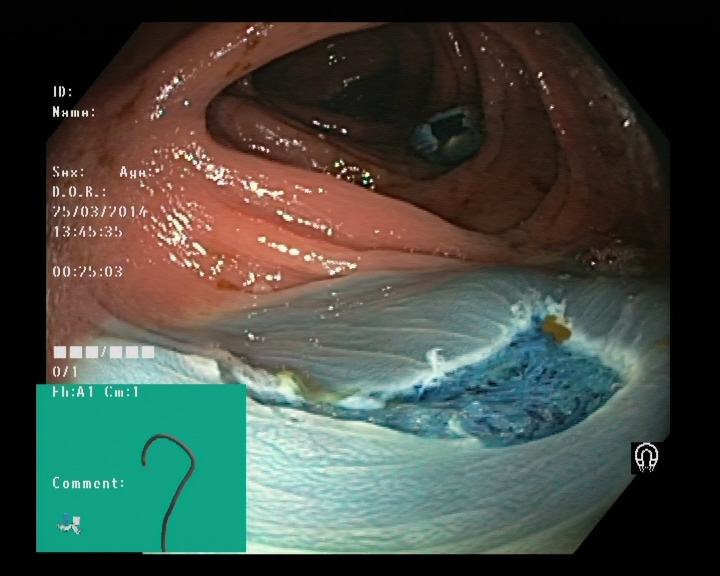 ID:
Name:
Sex: Age:
D.O.B.:
25/03/2014
13:45:35
00:25:03
■■■/■■■
0/1
Eh:A1 Cm:1
Comment: